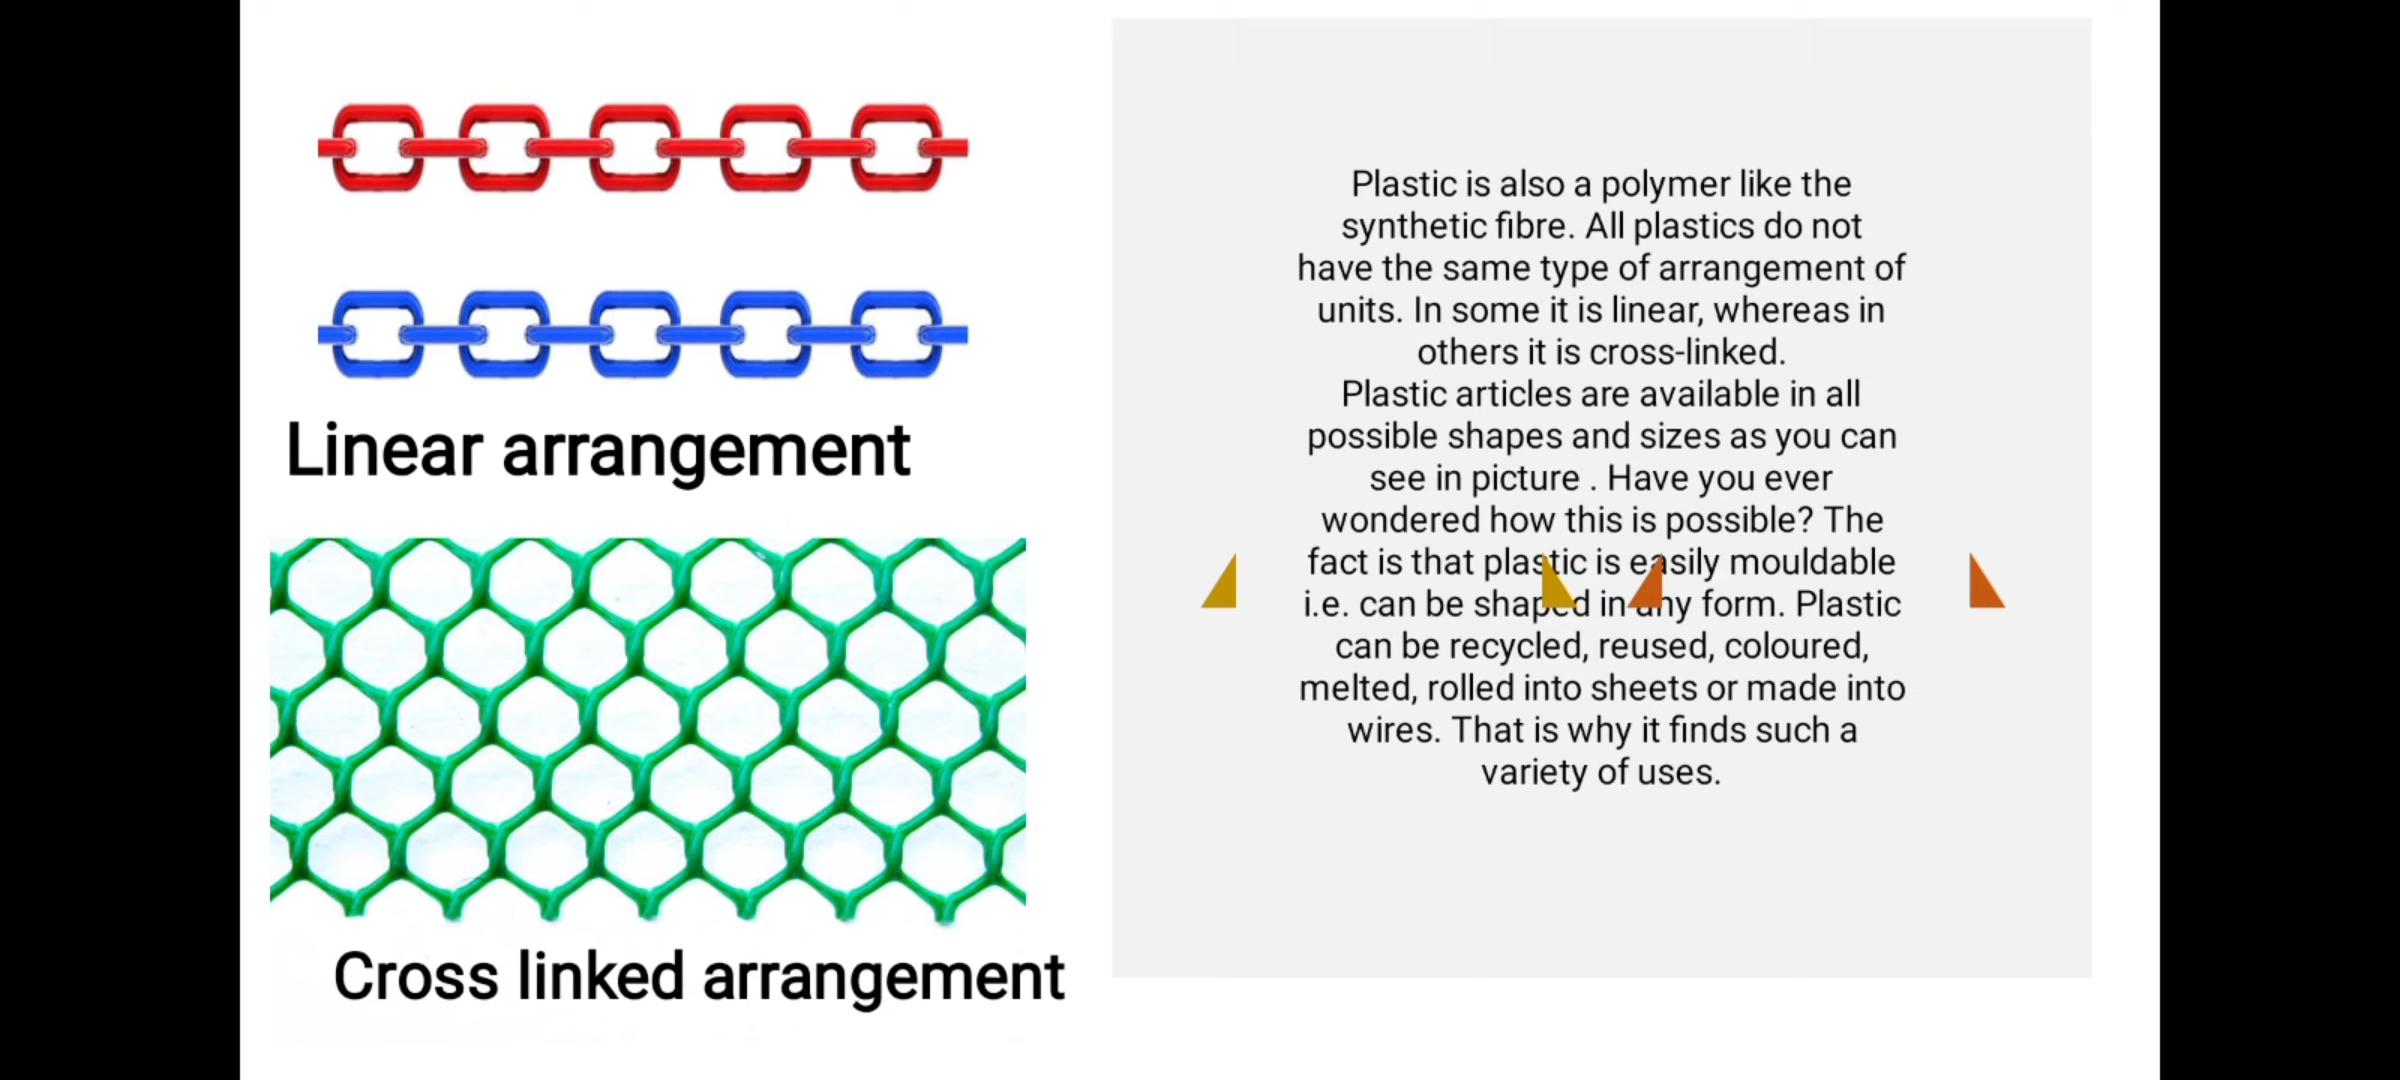 Linear arrangement
Cross linked arrangement
Plastic is also a polymer like the
synthetic fibre. All plastics do not
have the same type of arrangement of
units. In some it is linear, whereas in
others it is cross-linked.
Plastic articles are available in all
possible shapes and sizes as you can
see in picture . Have you ever
wondered how this is possible? The
fact is that plastic is easily mouldable
i.e. can be shaped in any form. Plastic
can be recycled, reused, coloured,
melted, rolled into sheets or made into
wires. That is why it finds such a
variety of uses.